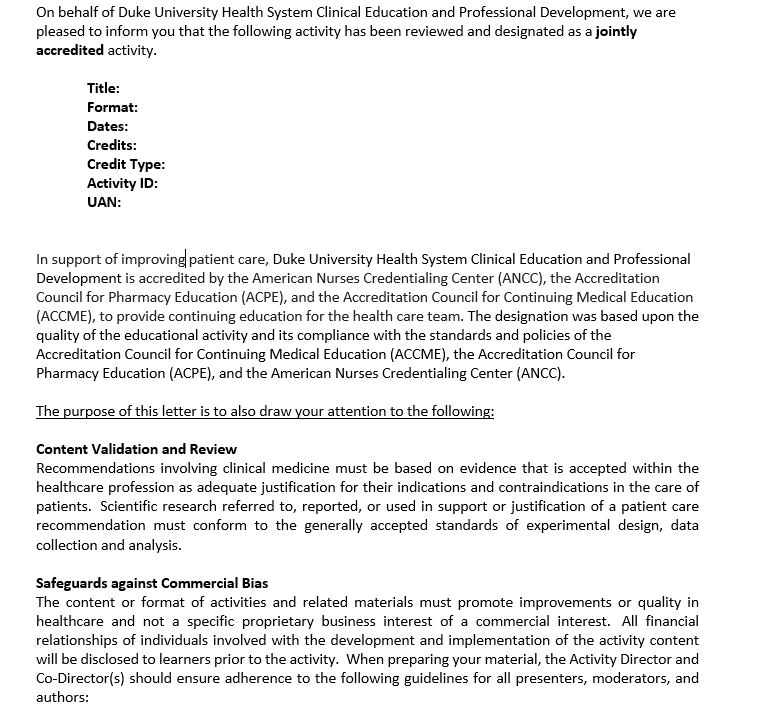 On behalf of Duke University Health System Clinical Education and Professional Development, we are
pleased to inform you that the following activity has been reviewed and designated as a jointly
accredited activity.
Title:
Format:
Dates:
Credits:
Credit Type:
Activity ID:
UAN:
In support of improving patient care, Duke University Health System Clinical Education and Professional
Development is accredited by the American Nurses Credentialing Center (ANCC), the Accreditation
Council for Pharmacy Education (ACPE), and the Accreditation Council for Continuing Medical Education
(ACCME), to provide continuing education for the health care team. The designation was based upon the
quality of the educational activity and its compliance with the standards and policies of the
Accreditation Council for Continuing Medical Education (ACCME), the Accreditation Council for
Pharmacy Education (ACPE), and the American Nurses Credentialing Center (ANCC).
The purpose of this letter is to also draw your attention to the following:
Content Validation and Review
Recommendations involving clinical medicine must be based on evidence that is accepted within the
healthcare profession as adequate justification for their indications and contraindications in the care of
patients. Scientific research referred to, reported, or used in support or justification of a patient care
recommendation must conform to the generally accepted standards of experimental design, data
collection and analysis.
Safeguards against Commercial Bias
The content or format of activities and related materials must promote improvements or quality in
healthcare and not a specific proprietary business interest of a commercial interest. All financial
relationships of individuals involved with the development and implementation of the activity content
will be disclosed to learners prior to the activity. When preparing your material, the Activity Director and
Co-Director(s) should ensure adherence to the following guidelines for all presenters, moderators, and
authors: